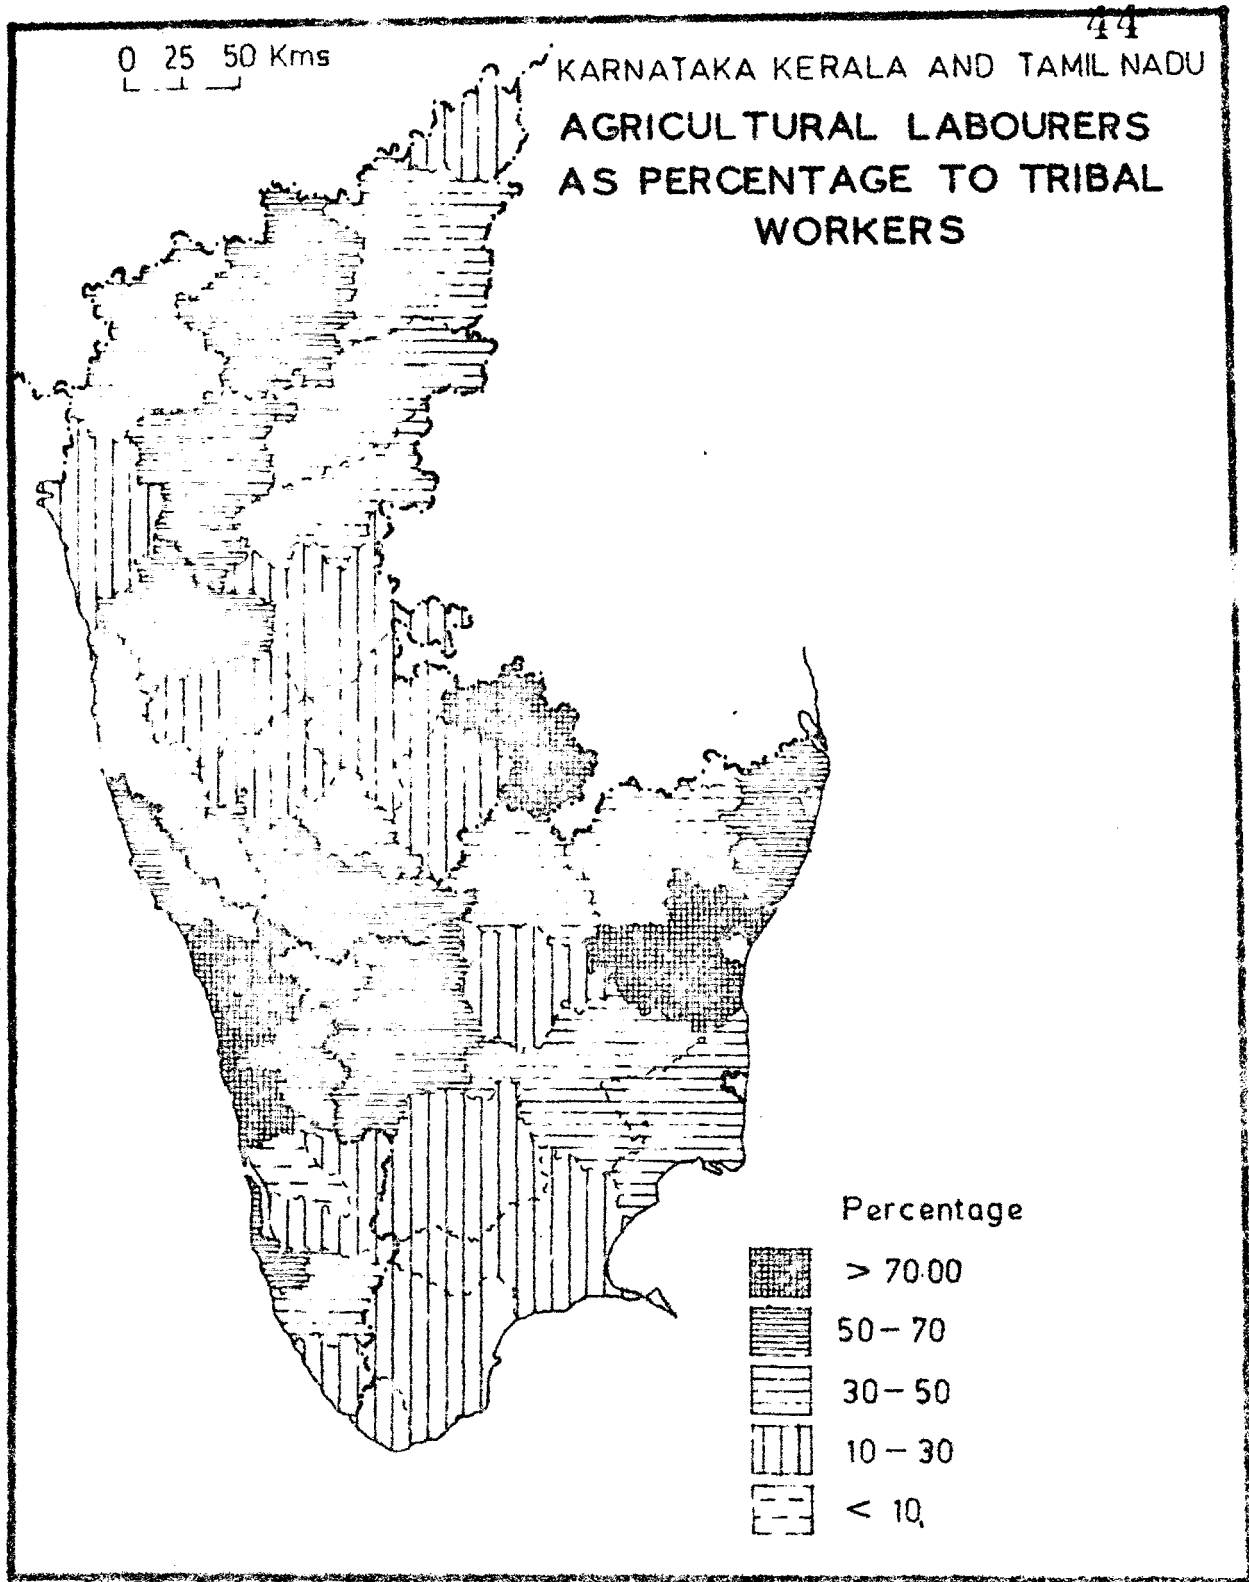 44
0 25 50 Kms
KARNATAKA KERALA AND TAMIL NADU
AGRICULTURAL LABOURERS
AS PERCENTAGE TO TRIBAL
WORKERS
Percentage
> 70.00
50-70
30-50
10-30
< 10